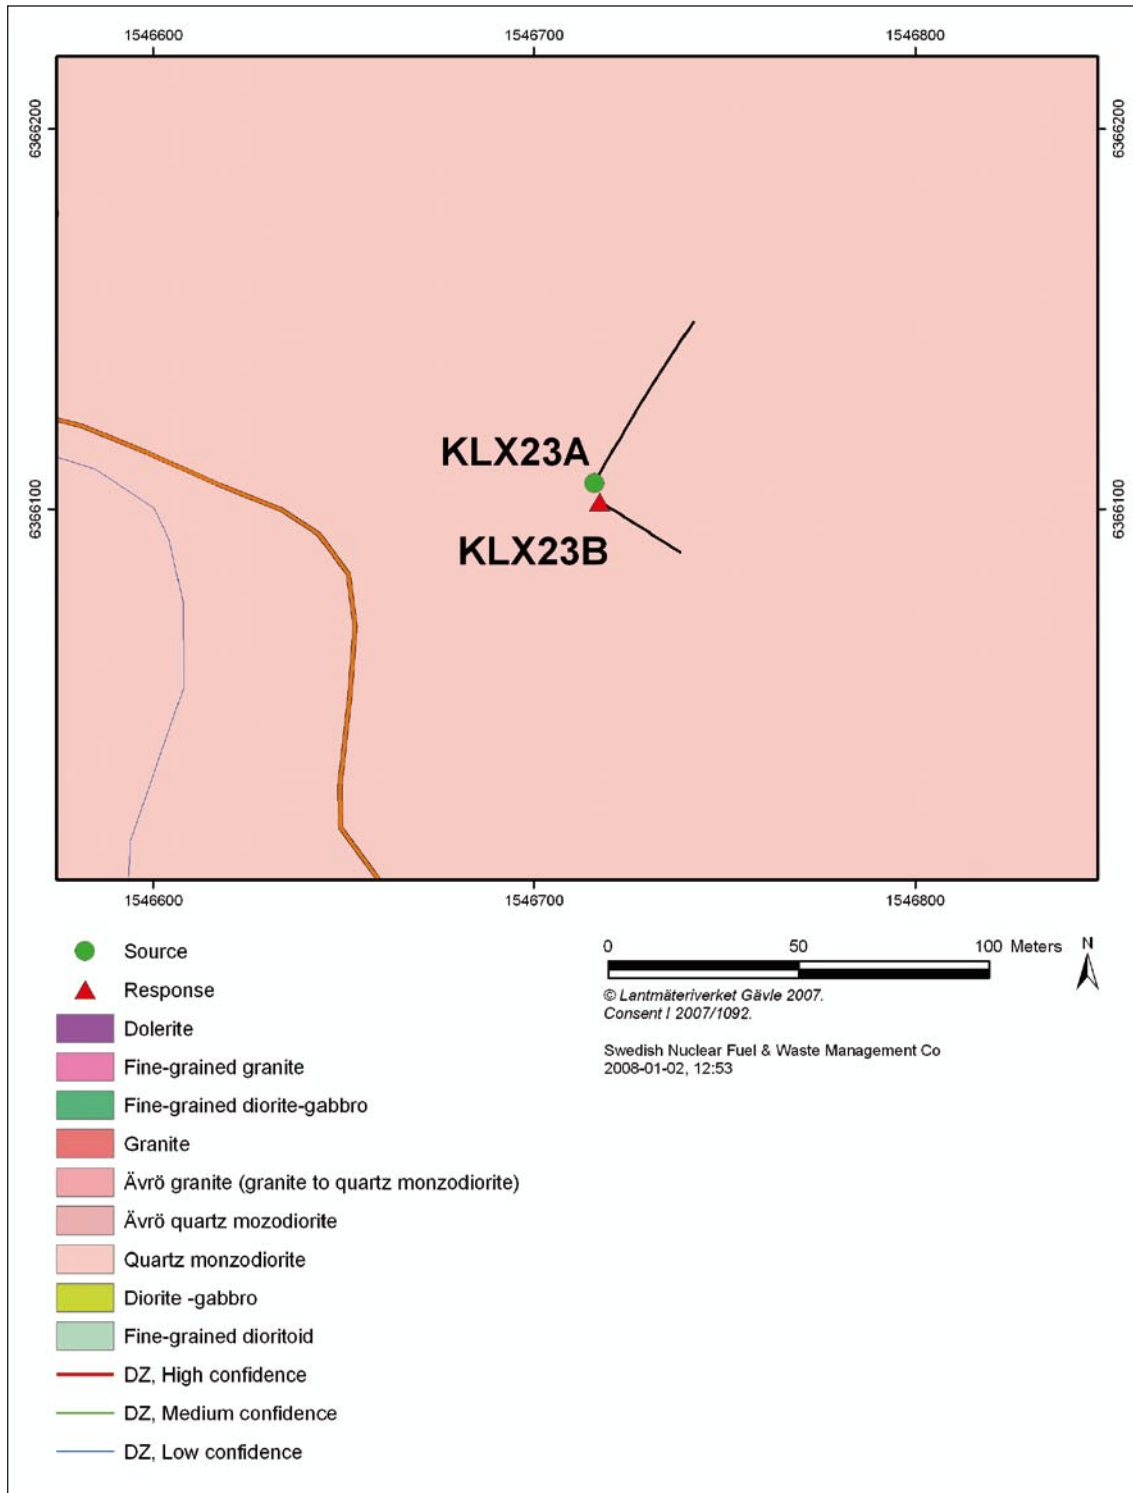 1546600
1546700
1546800
6366200
6366200
KLX23A
6366100
6366100
KLX23B
1546600
1546700
1546800
0 50 100 Meters N
Source
Response
Dolerite
Fine-grained granite
Fine-grained diorite-gabbro
Granite
Ävrö granite (granite to quartz monzodiorite)
Ävrö quartz mozodiorite
Quartz monzodiorite
Diorite -gabbro
Fine-grained dioritoid
DZ, High confidence
DZ, Medium confidence
DZ, Low confidence
© Lantmäteriverket Gävle 2007.
Consent I 2007/1092.
Swedish Nuclear Fuel & Waste Management Co
2008-01-02, 12:53